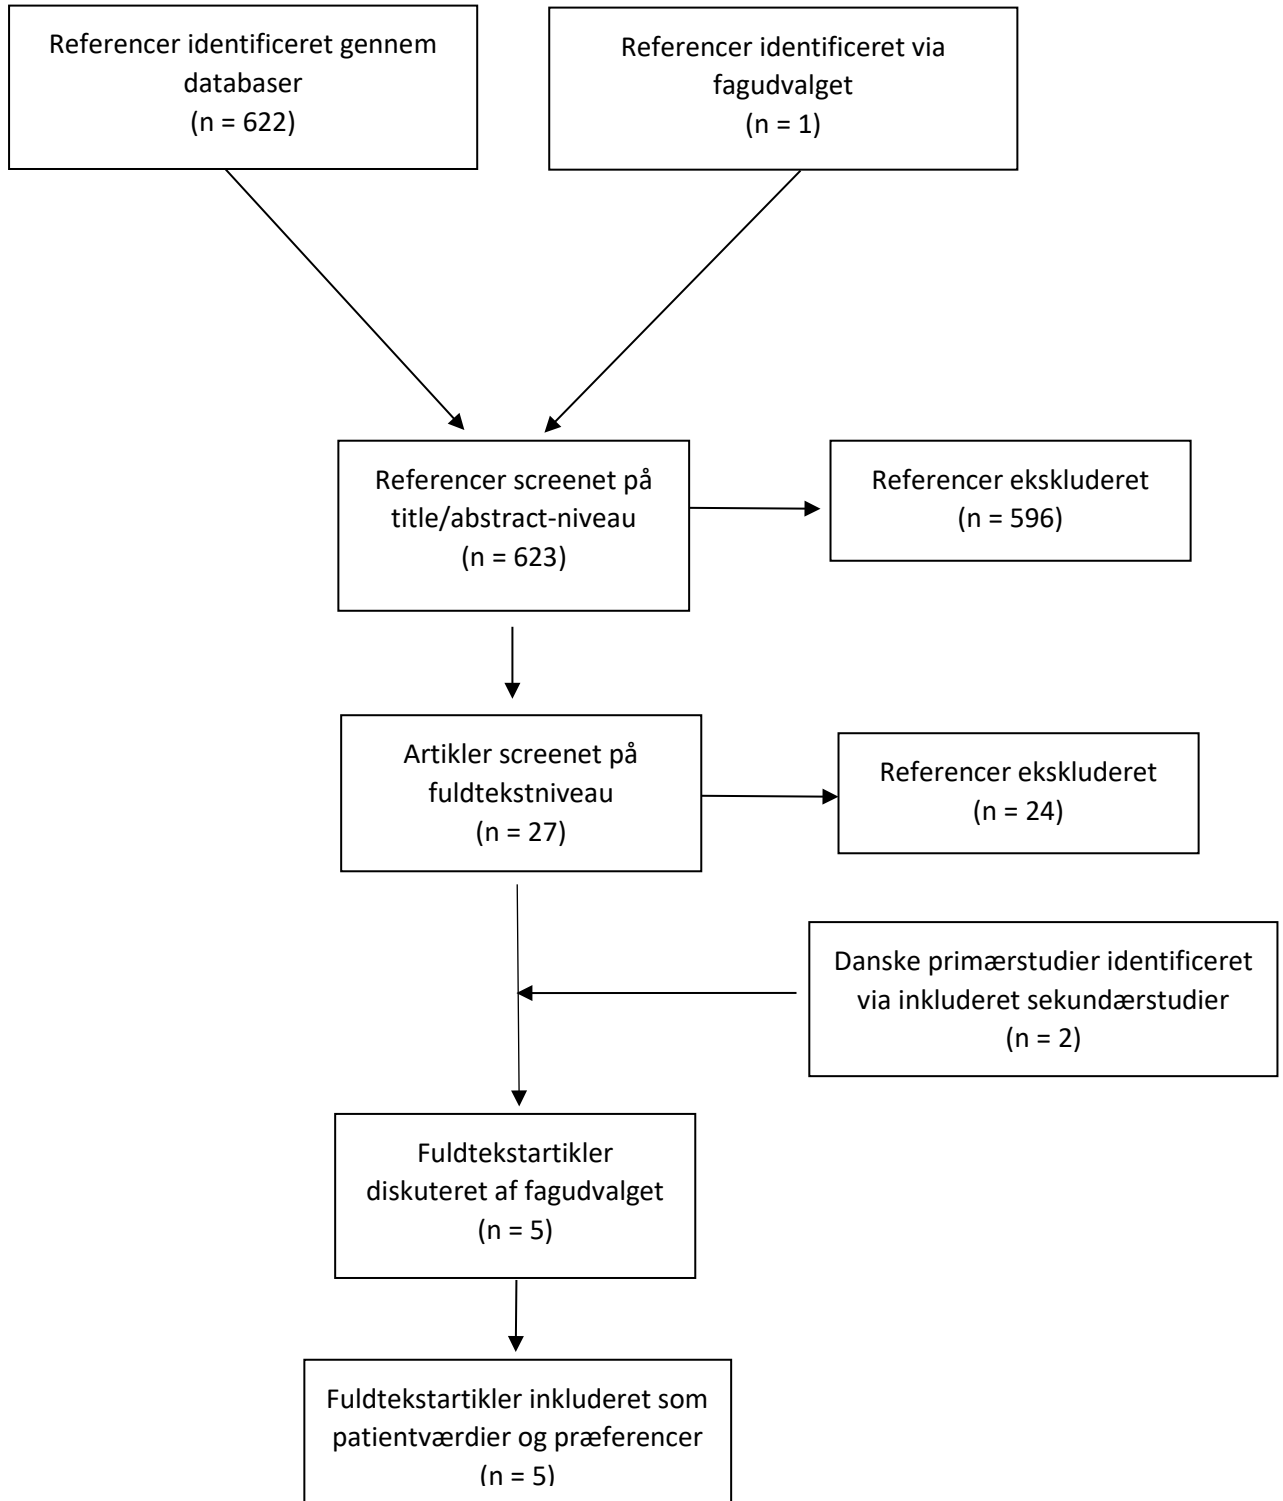 Referencer identificeret gennem
databaser
(n = 622)
Referencer identificeret via
fagudvalget
(n = 1)
Referencer screenet på
title/abstract-niveau
(n = 623)
Referencer ekskluderet
(n = 596)
Artikler screenet på
fuldtekstniveau
(n = 27)
Referencer ekskluderet
(n = 24)
Danske primærstudier identificeret
via inkluderet sekundærstudier
(n = 2)
Fuldtekstartikler
diskuteret af fagudvalget
(n = 5)
Fuldtekstartikler inkluderet som
patientværdier og præferencer
(n = 5)